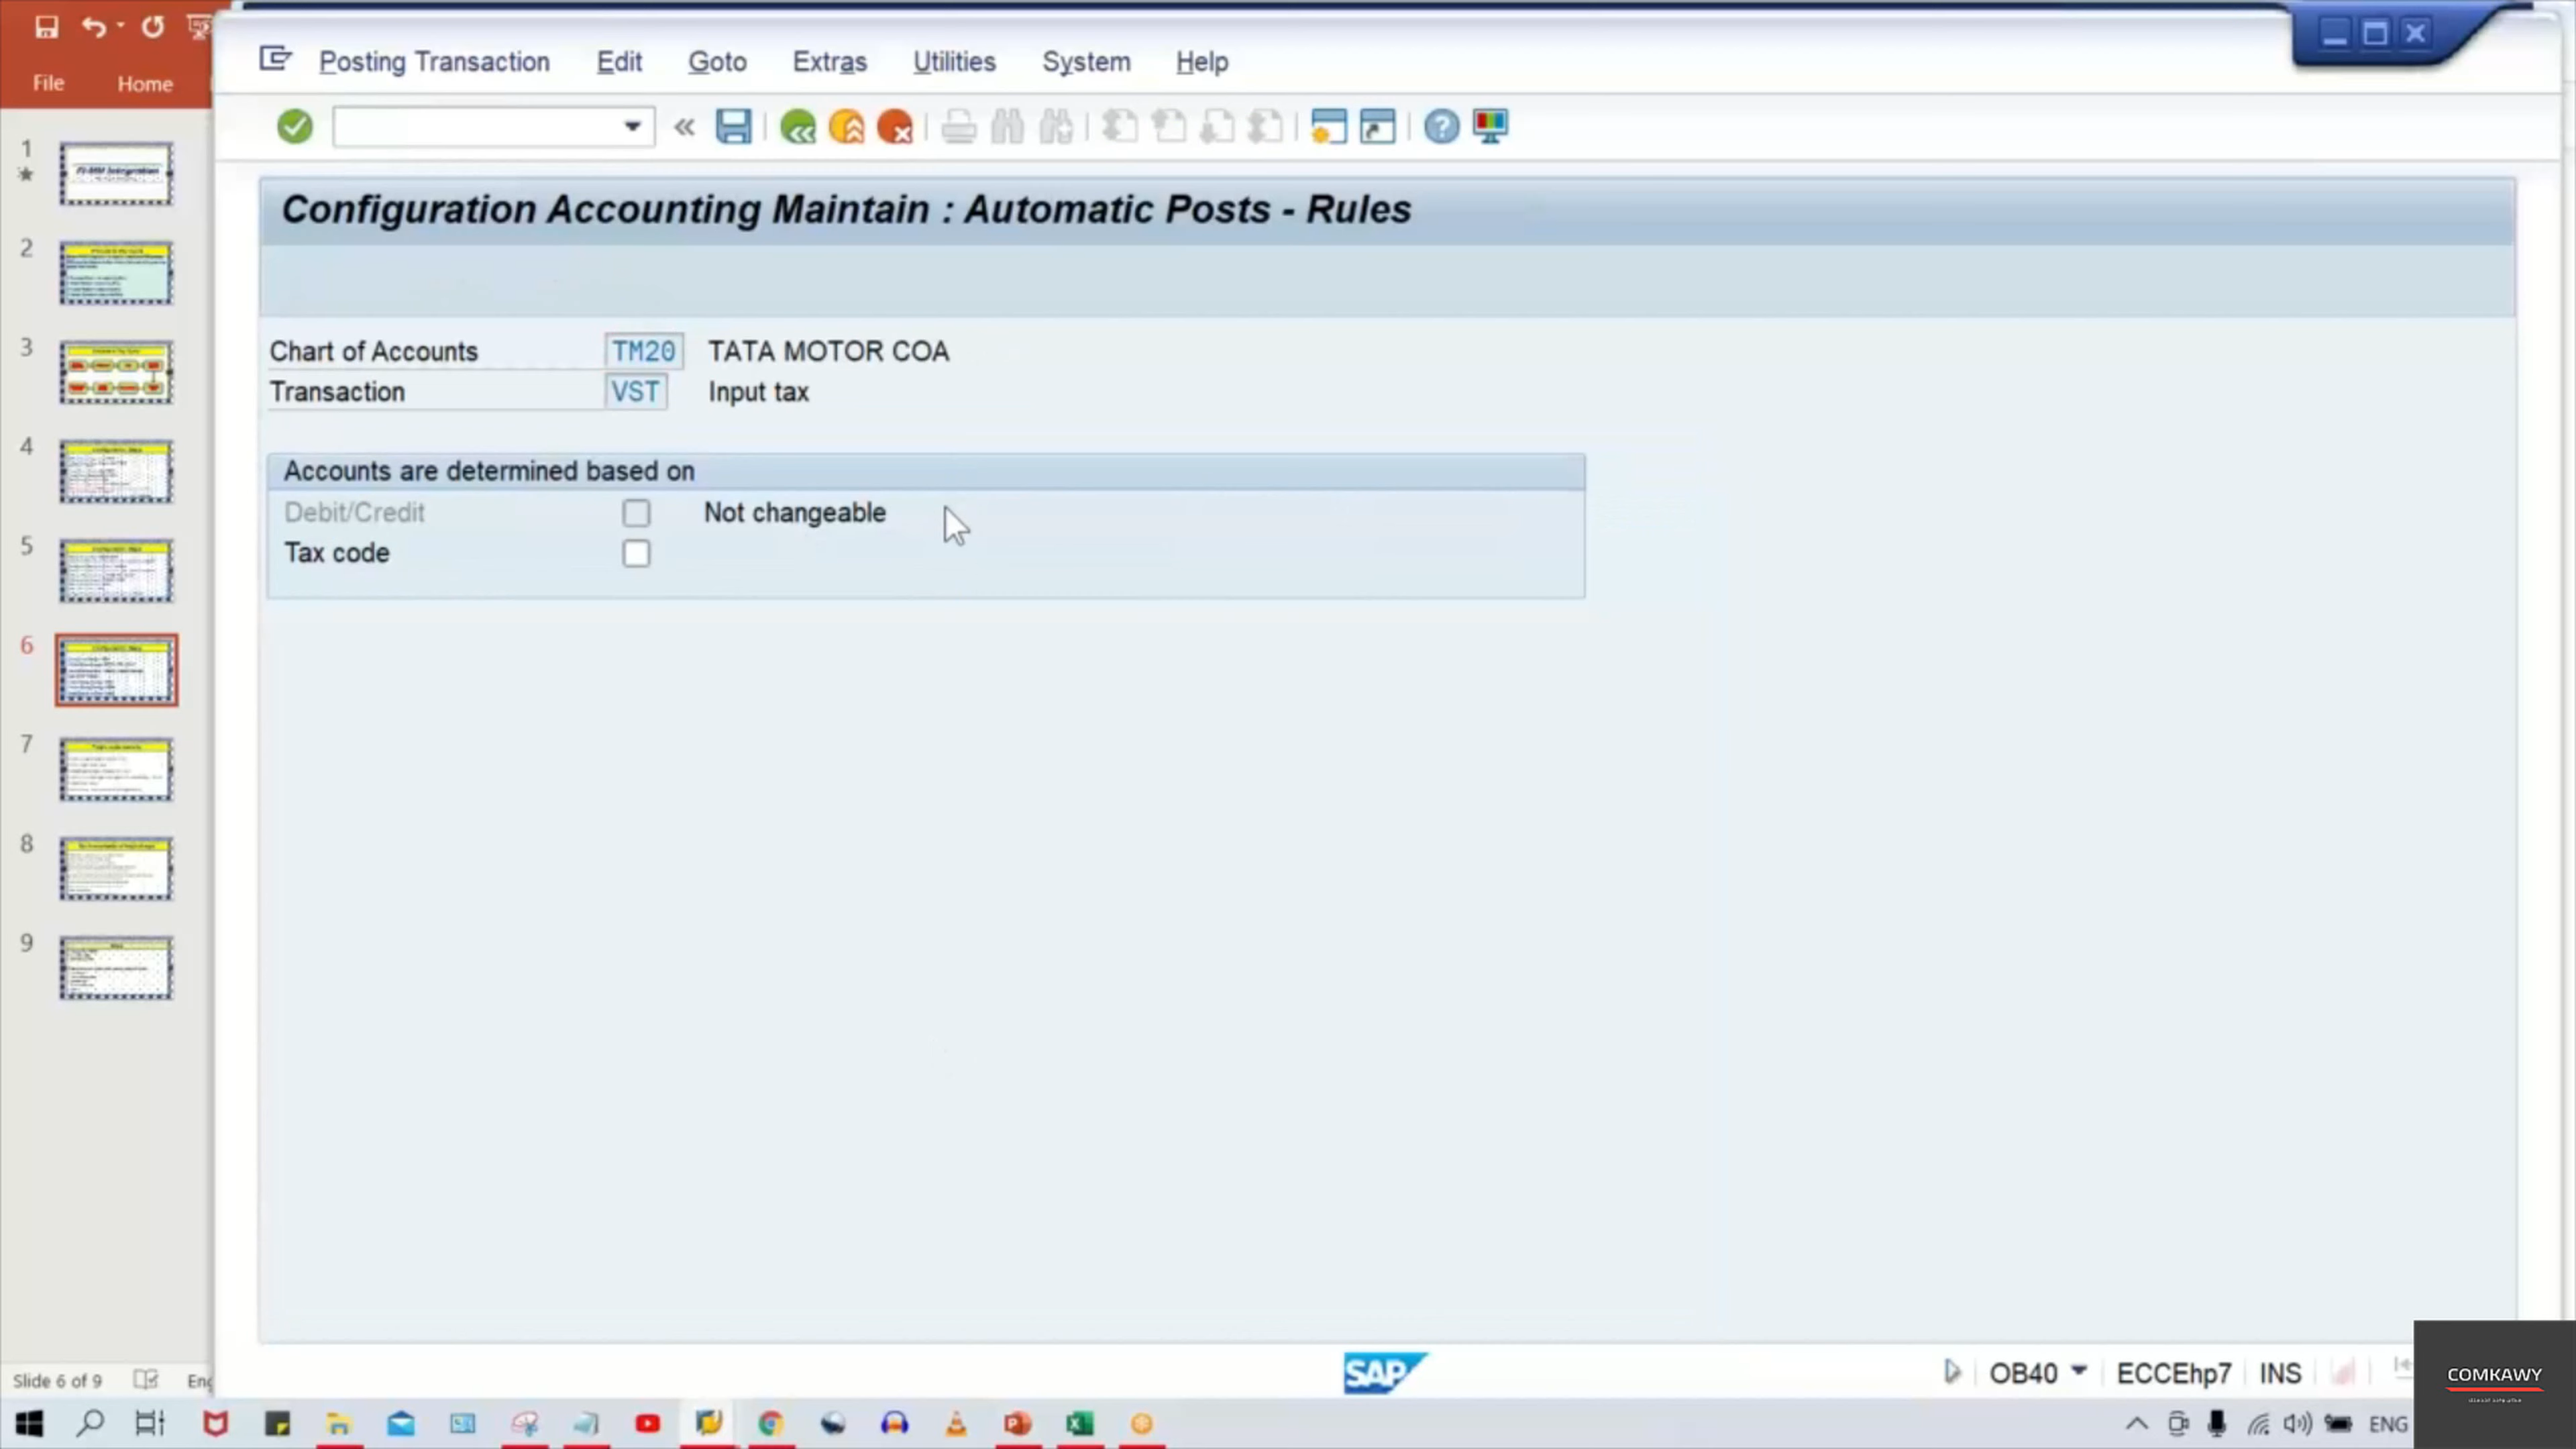 File Home
Posting Transaction Edit Goto Extras Utilities System Help
Configuration Accounting Maintain : Automatic Posts - Rules
Chart of Accounts TM20 TATA MOTOR COA
Transaction VST Input tax
Accounts are determined based on
Debit/Credit Not changeable
Tax code
1
FI-MM Integration
2
3
4
5
6
7
8
9
Slide 6 of 9
SAP
OB40 ECCEhp7 INS
COMKAWY
ENG